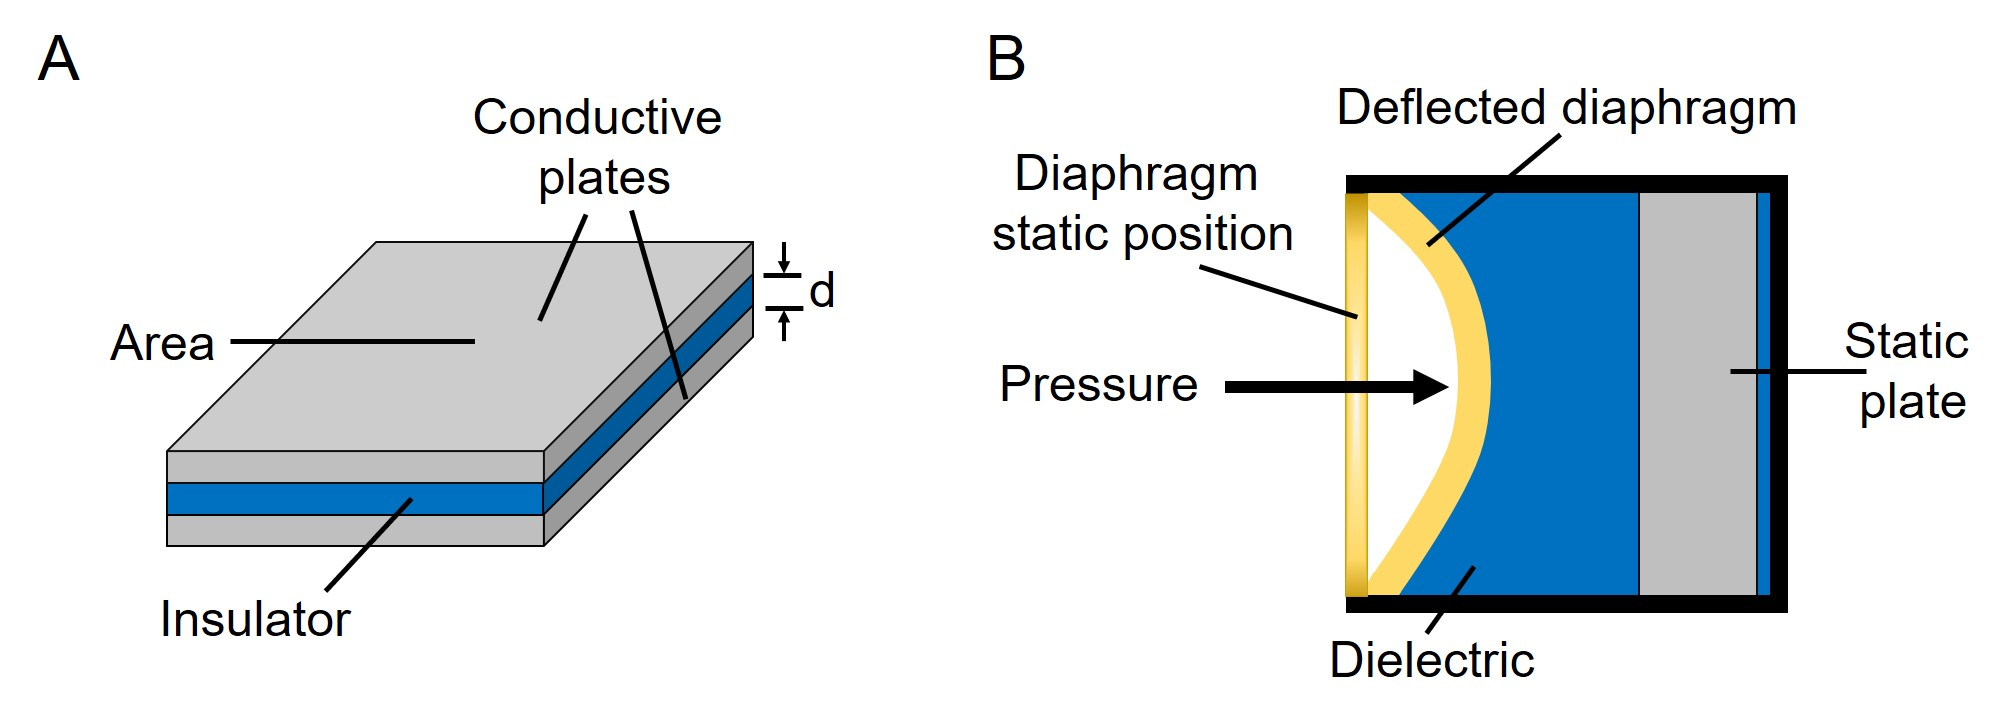 A
Conductive
plates
d
Area
Insulator
B
Deflected diaphragm
Diaphragm
static position
Pressure
Static
plate
Dielectric